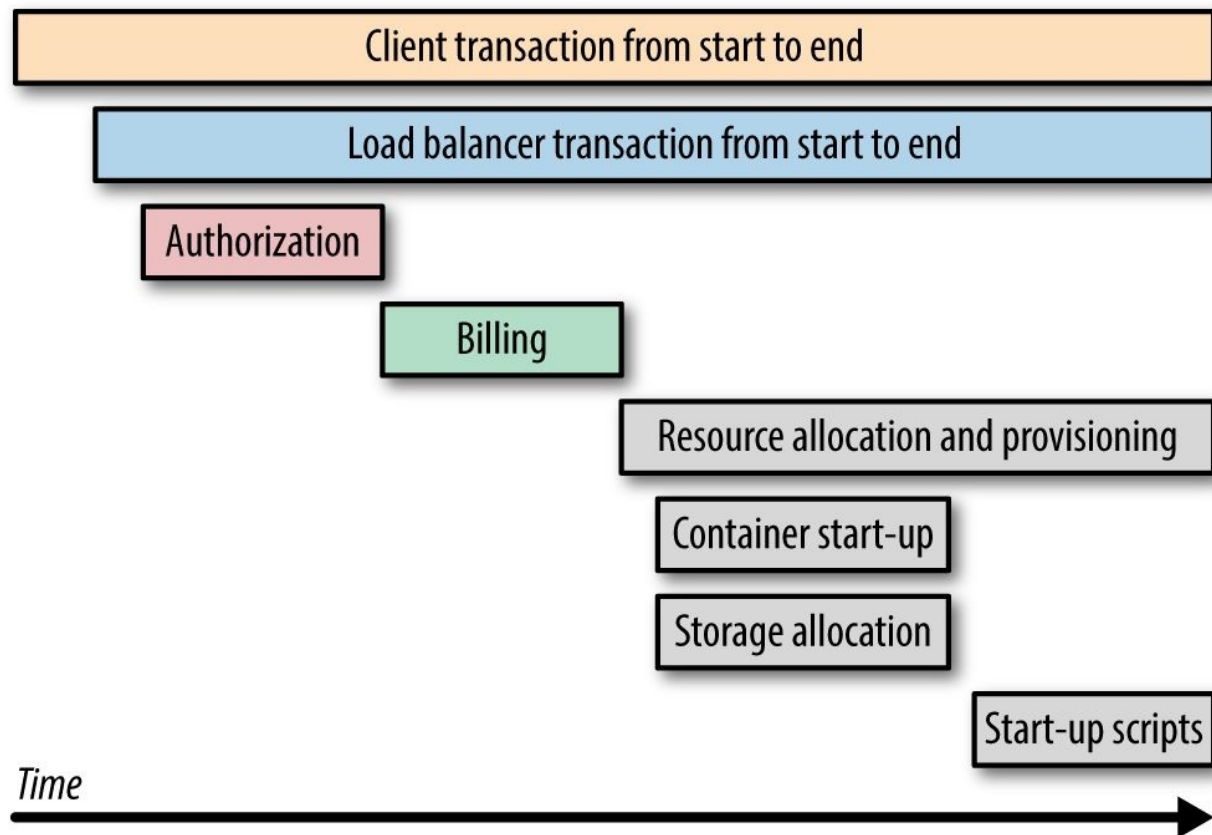 Client transaction from start to end
Load balancer transaction from start to end
Authorization
Billing
Resource allocation and provisioning
Container start-up
Storage allocation
Start-up scripts
Time